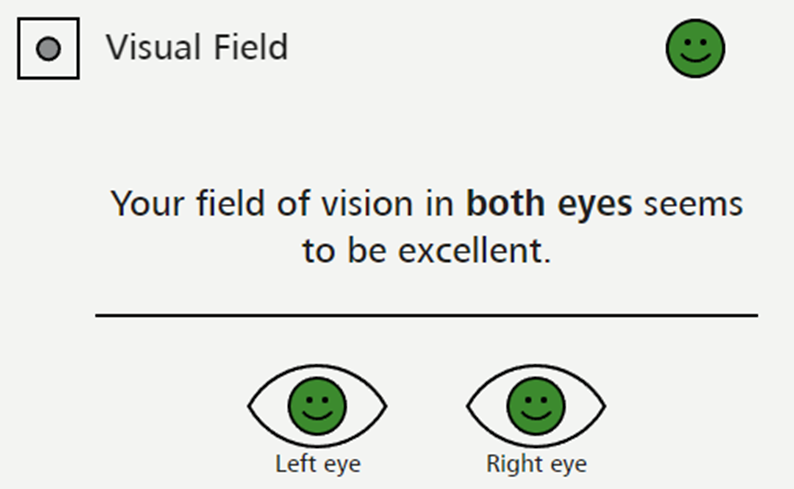 Visual Field
Your field of vision in both eyes seems
to be excellent.
Left eye
Right eye